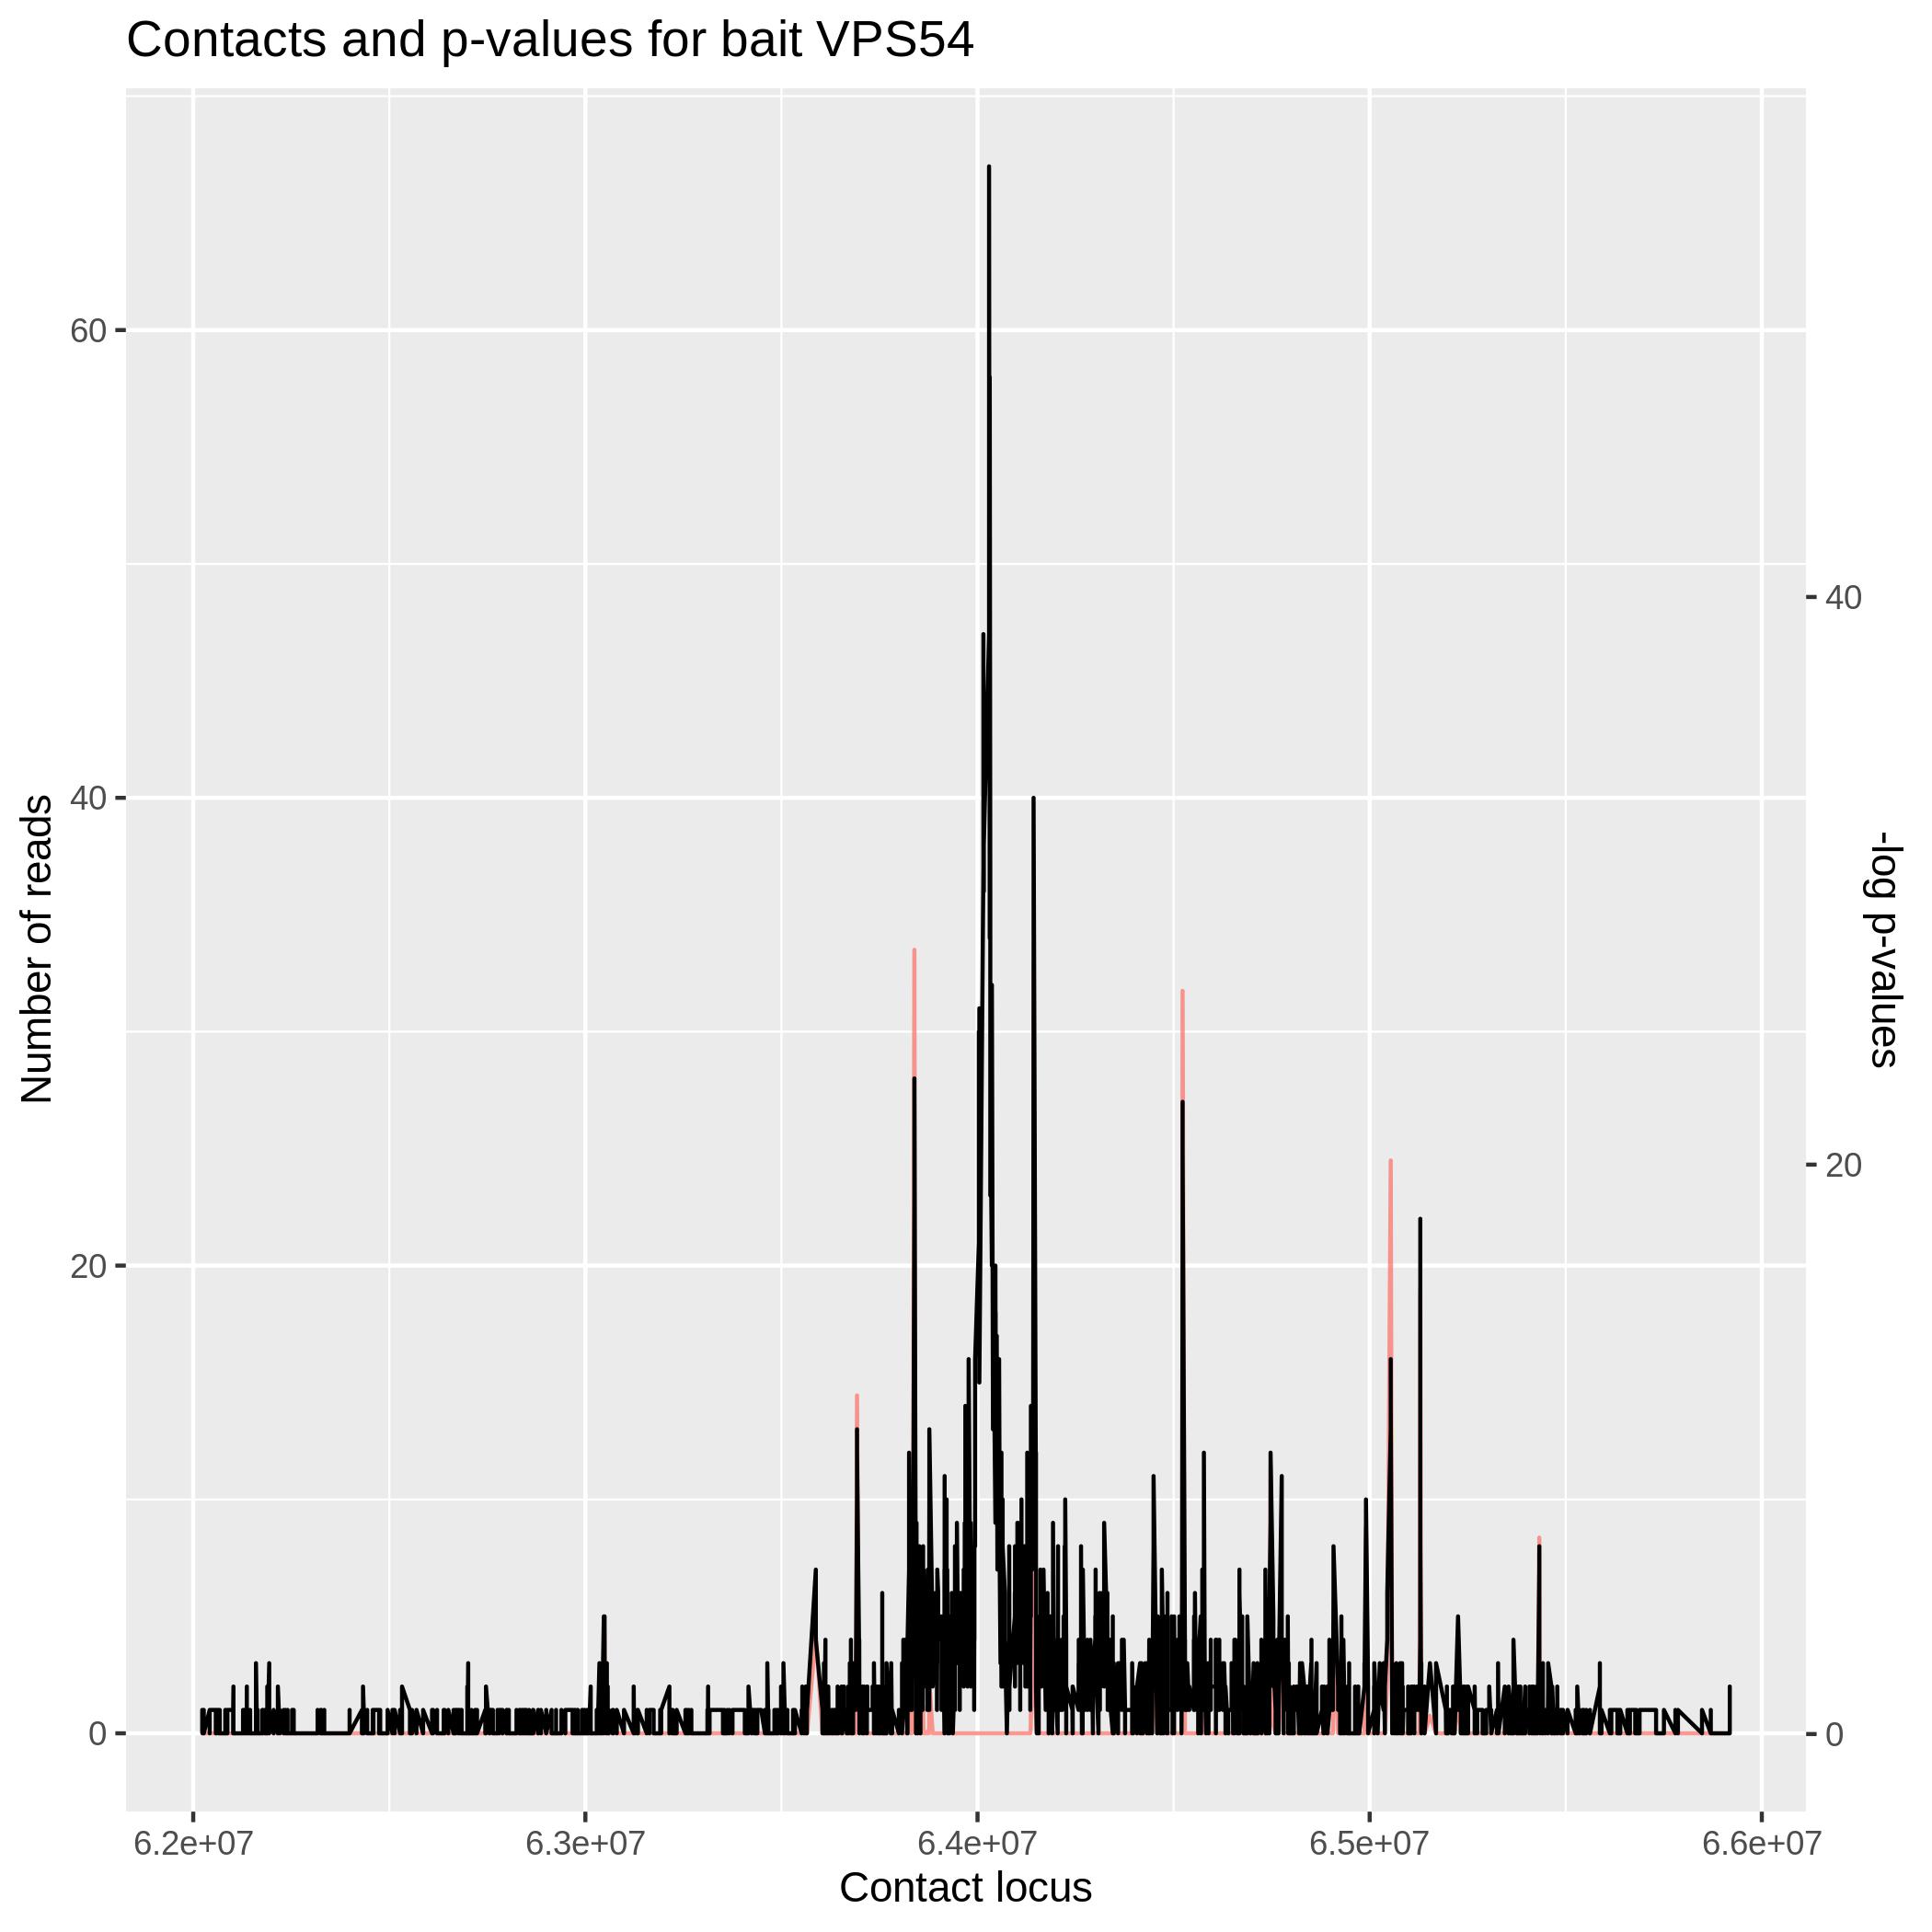 Contacts and p-values for bait VPS54
60
40
20
0
Number of reads
40
20
0
-log p-values
6.2e+07 6.3e+07 6.4e+07 6.5e+07 6.6e+07
Contact locus